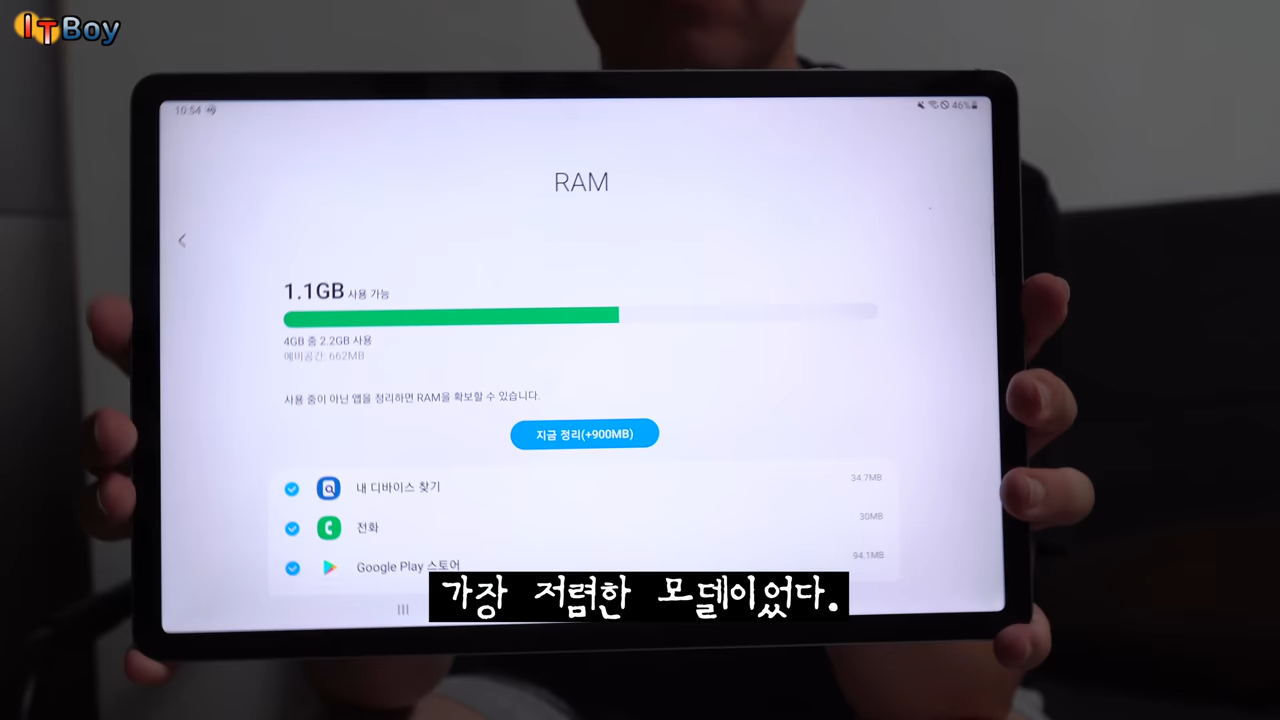 ITBoy
10:54
46%
RAM
1.1GB 사용 가능
4GB 중 2.2GB 사용
예비공간: 662MB
사용 중이 아닌 앱을 정리하면 RAM을 확보할 수 있습니다.
지금 정리(+900MB)
내 디바이스 찾기 34.7MB
전화 30MB
Google Play 스토어 94.1MB
가장 저렴한 모델이었다.